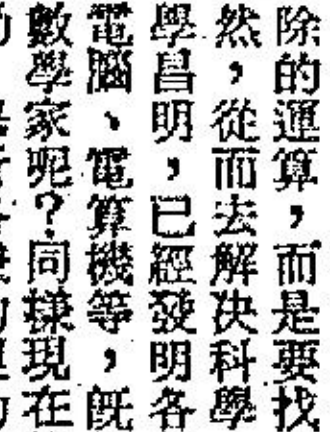 除的運算，而是要找
然，從而去解决科學
學昌明，已經發明各
電腦、電算機等，既
數學家呢？同樣現在